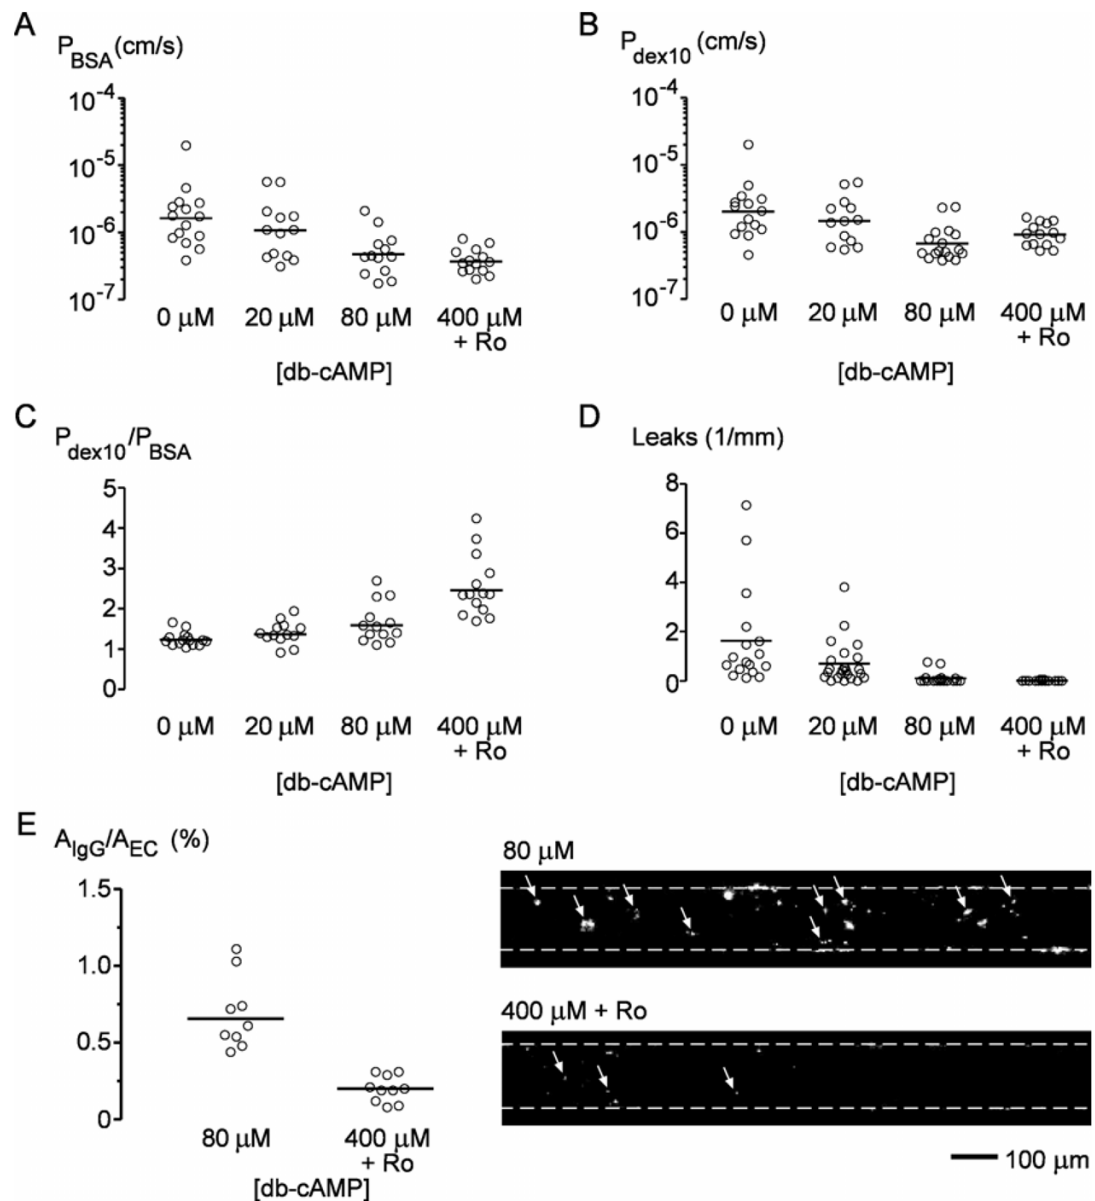 A
P_BSA (cm/s)
10^-4
10^-5
10^-6
10^-7
0 μM 20 μM 80 μM 400 μM
+ Ro
[db-cAMP]
B
P_dex10 (cm/s)
10^-4
10^-5
10^-6
10^-7
0 μM 20 μM 80 μM 400 μM
+ Ro
[db-cAMP]
C
P_dex10/P_BSA
5
4
3
2
1
0
0 μM 20 μM 80 μM 400 μM
+ Ro
[db-cAMP]
D
Leaks (1/mm)
8
6
4
2
0
0 μM 20 μM 80 μM 400 μM
+ Ro
[db-cAMP]
E
A_IgG/A_EC (%)
1.5
1.0
0.5
0
80 μM 400 μM
+ Ro
[db-cAMP]
80 μM
400 μM + Ro
100 μm